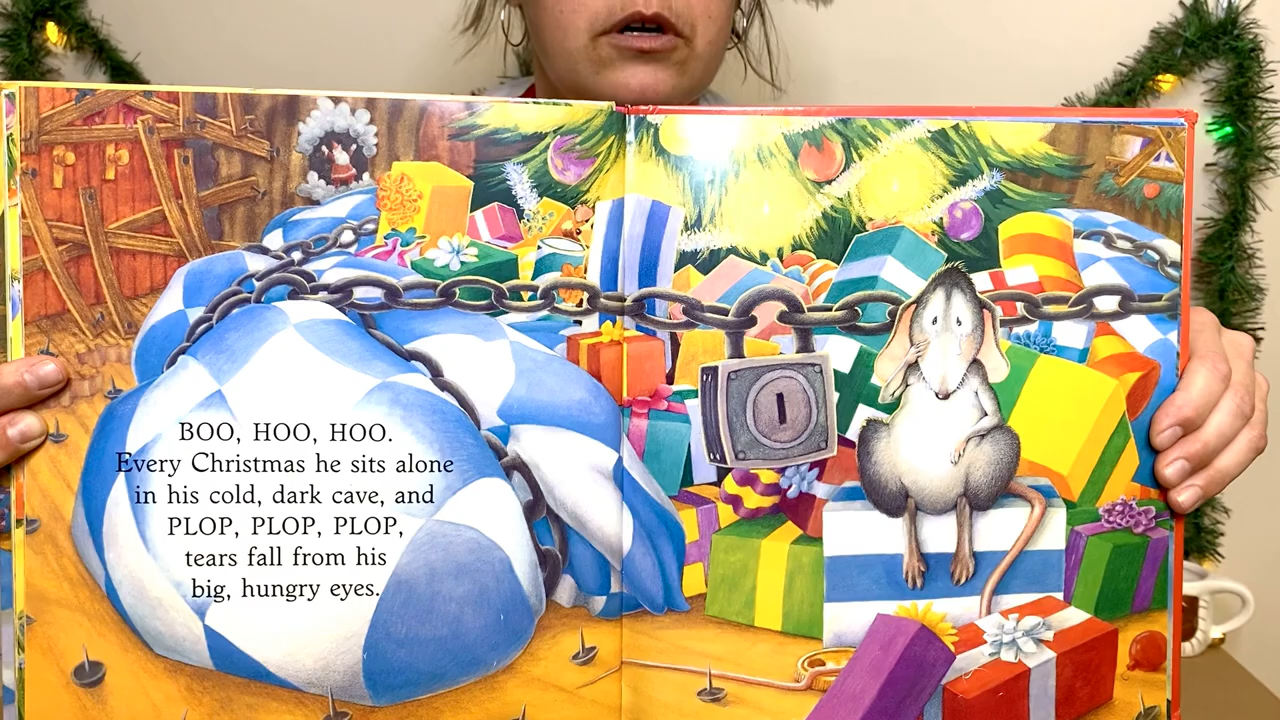 BOO, HOO, HOO.
Every Christmas he sits alone
in his cold, dark cave, and
PLOP, PLOP, PLOP,
tears fall from his
big, hungry eyes.